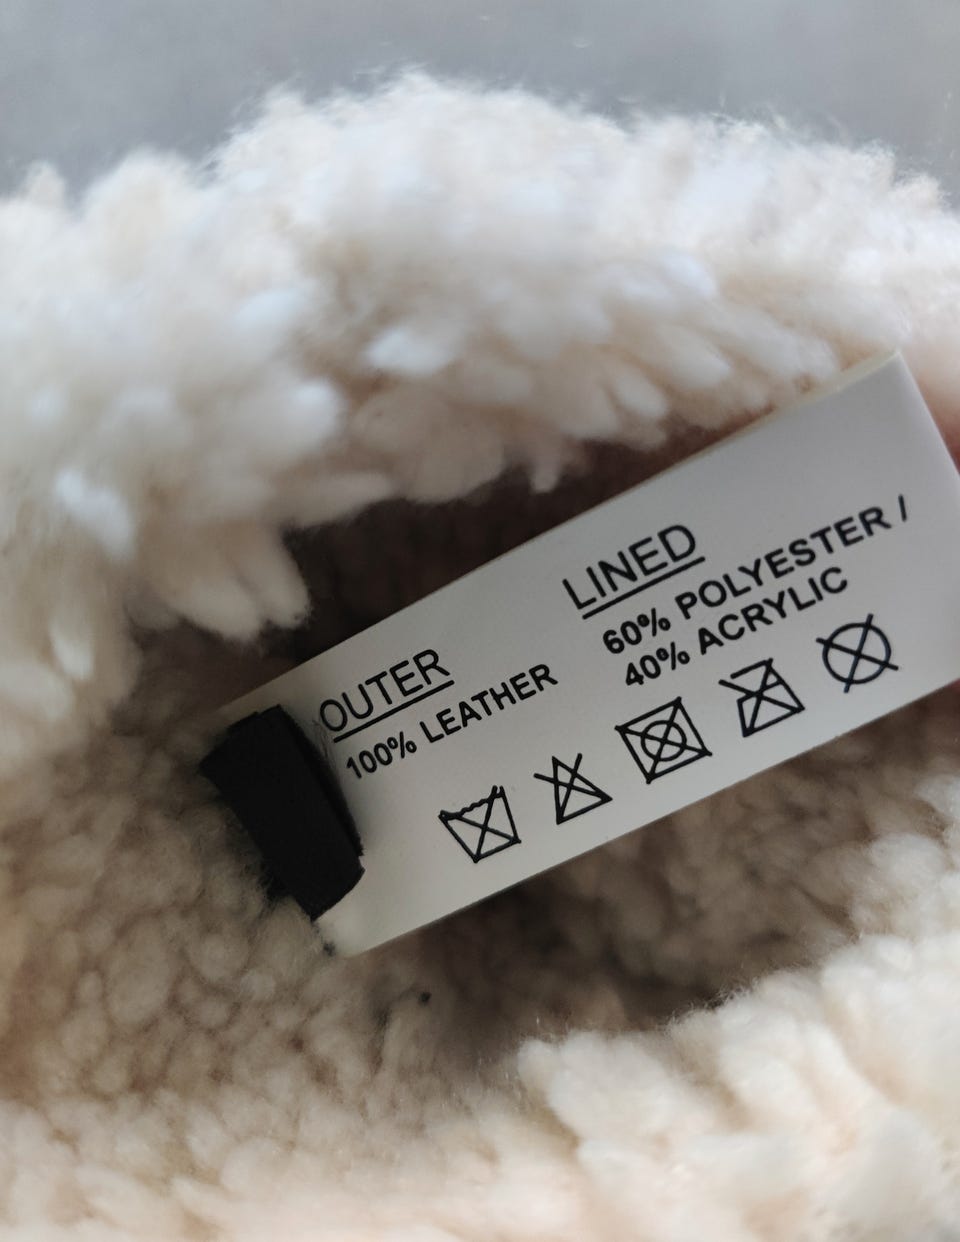 OUTER
100% LEATHER
LINED
60% POLYESTER /
40% ACRYLIC